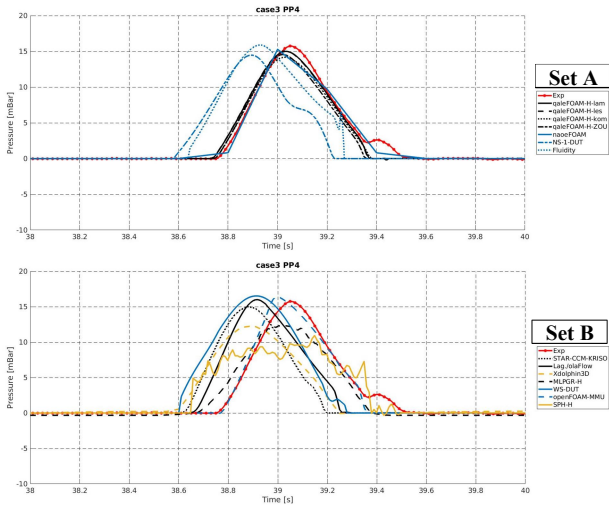 case3 PP4
20
15
10
5
0
-5
-10
Pressure [mBar]
38
38.2
38.4
38.6
38.8
39
39.2
39.4
39.6
39.8
40
Time [s]
Set A
Exp
qaleFOAM-H-lam
qaleFOAM-H-les
qaleFOAM-H-kom
qaleFOAM-H-ZOU
naoeFOAM
NS-1-DUT
Fluidity
case3 PP4
20
15
10
5
0
-5
-10
Pressure [mBar]
38
38.2
38.4
38.6
38.8
39
39.2
39.4
39.6
39.8
40
Time [s]
Set B
Exp
STAR-CCM-KRISO
Lag./olaFlow
Xdolphin3D
MLPGR-H
WS-DUT
openFOAM-MMU
SPH-H